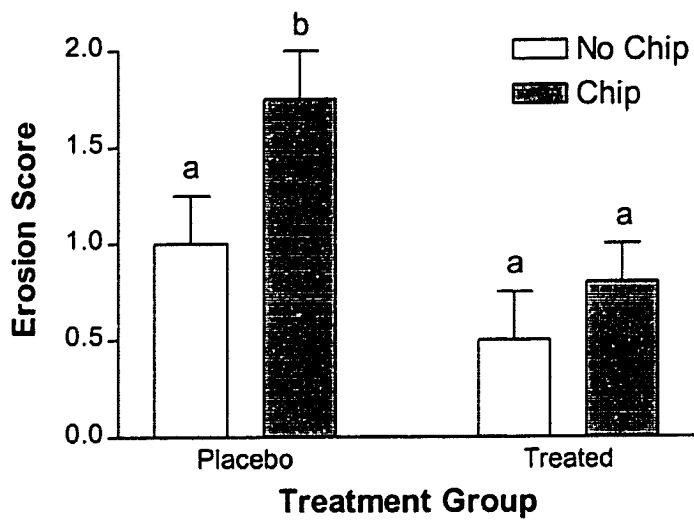 b
2.0
No Chip
Chip
1.5
a
Erosion Score
1.0
a
a
0.5
0.0
Placebo
Treated
Treatment Group